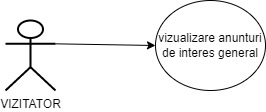 vizualizare anunturi
de interes general
VIZITATOR